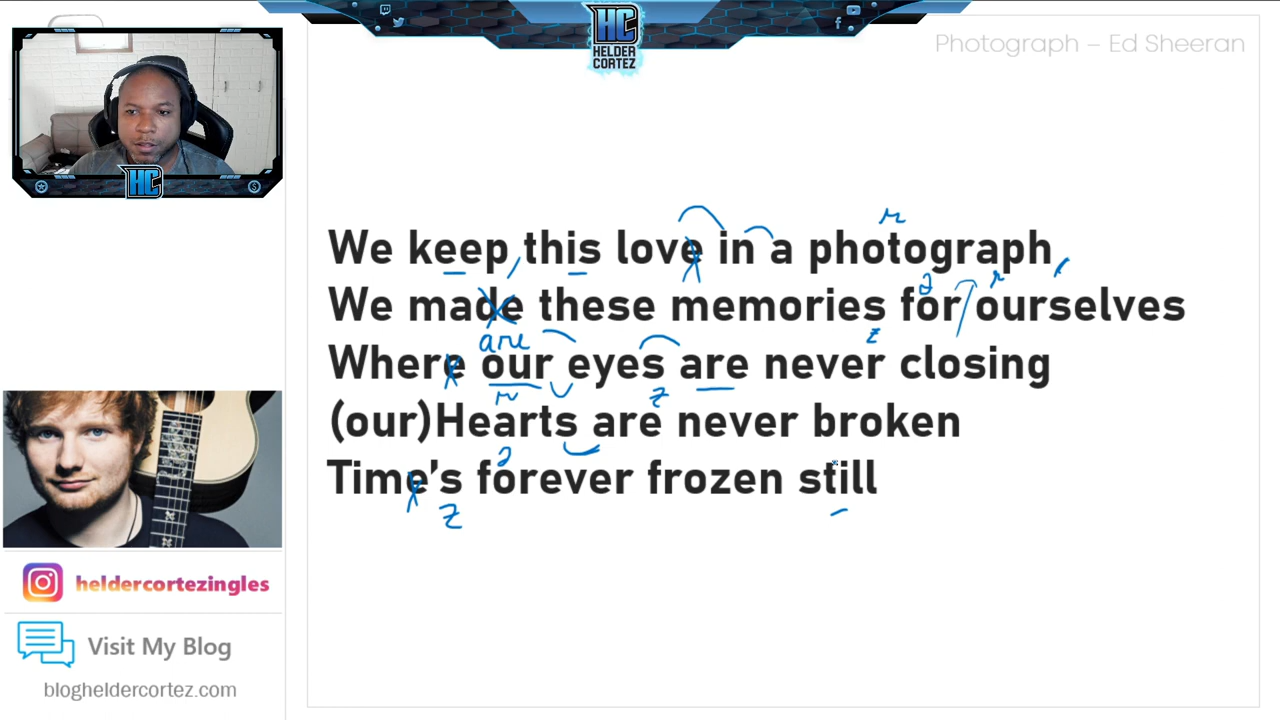 HC
HELDER
CORTEZ
Photograph – Ed Sheeran
HC
We keep this love in a photograph
We made these memories for ourselves
are
Where our eyes are never closing
(our)Hearts are never broken
Time's forever frozen still
z
z
z
heldercortezingles
Visit My Blog
blogheldercortez.com